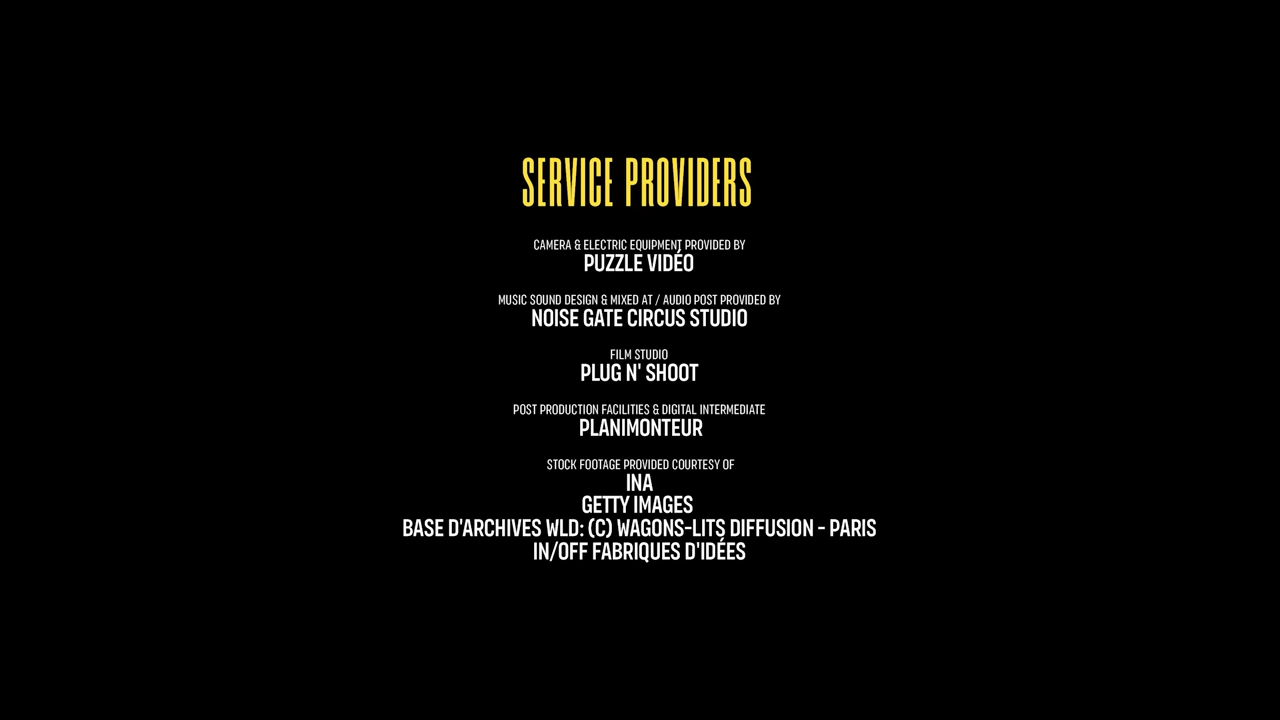 SERVICE PROVIDERS
CAMERA & ELECTRIC EQUIPMENT PROVIDED BY
PUZZLE VIDÉO
MUSIC SOUND DESIGN & MIXED AT / AUDIO POST PROVIDED BY
NOISE GATE CIRCUS STUDIO
FILM STUDIO
PLUG N' SHOOT
POST PRODUCTION FACILITIES & DIGITAL INTERMEDIATE
PLANIMONTEUR
STOCK FOOTAGE PROVIDED COURTESY OF
INA
GETTY IMAGES
BASE D'ARCHIVES WLD: (C) WAGONS-LITS DIFFUSION - PARIS
IN/OFF FABRIQUES D'IDÉES